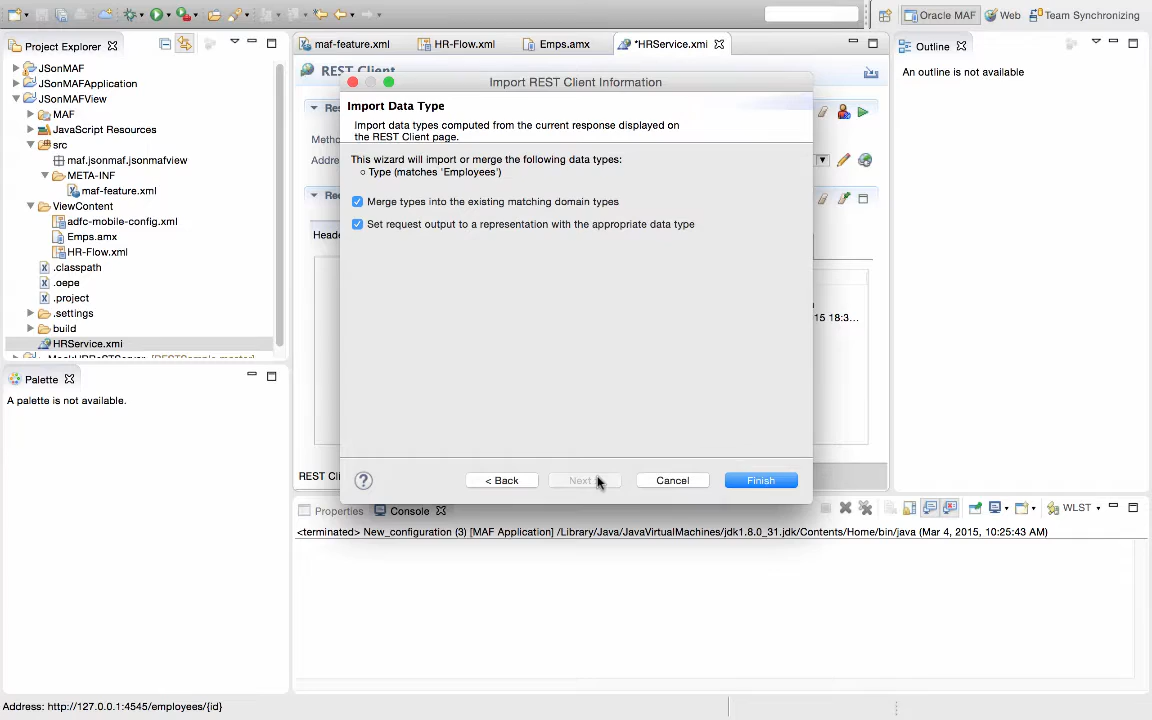 Oracle MAF
Web
Team Synchronizing
Project Explorer
maf-feature.xml
HR-Flow.xml
Emps.amx
*HRService.xmi
Outline
JSonMAF
JSonMAFApplication
JSonMAFView
MAF
JavaScript Resources
src
maf.jsonmaf.jsonmafview
META-INF
maf-feature.xml
ViewContent
adfc-mobile-config.xml
Emps.amx
HR-Flow.xml
.classpath
.oepe
.project
.settings
build
HRService.xmi
Palette
A palette is not available.
REST Client
Metho
Addre
Heade
15 18:3...
REST Cli
An outline is not available
Import REST Client Information
Import Data Type
Import data types computed from the current response displayed on
the REST Client page.
This wizard will import or merge the following data types:
○ Type (matches 'Employees')
Merge types into the existing matching domain types
Set request output to a representation with the appropriate data type
?
< Back
Next
Cancel
Finish
Properties
Console
WLST
<terminated> New_configuration (3) [MAF Application] /Library/Java/JavaVirtualMachines/jdk1.8.0_31.jdk/Contents/Home/bin/java (Mar 4, 2015, 10:25:43 AM)
Address: http://127.0.0.1:4545/employees/{id}